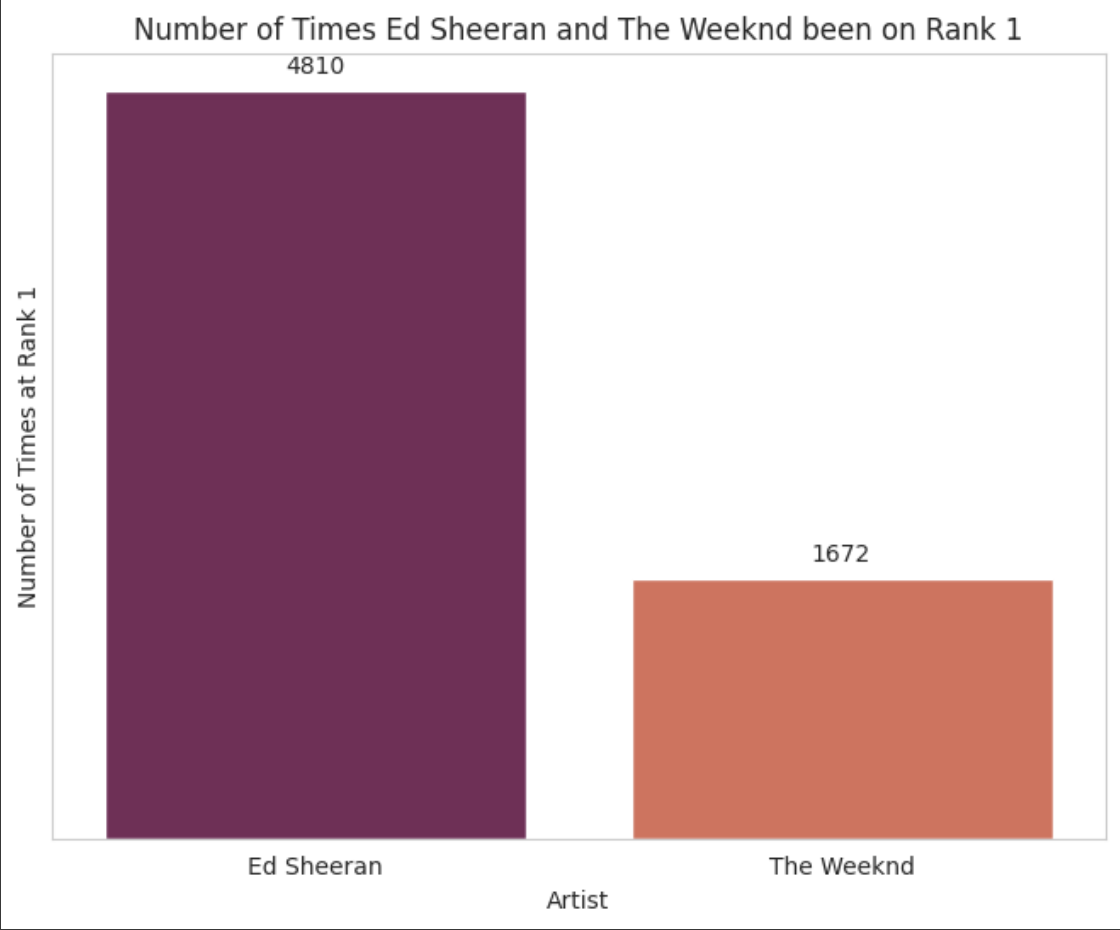 Number of Times Ed Sheeran and The Weeknd been on Rank 1
4810
1672
Number of Times at Rank 1
Ed Sheeran
The Weeknd
Artist